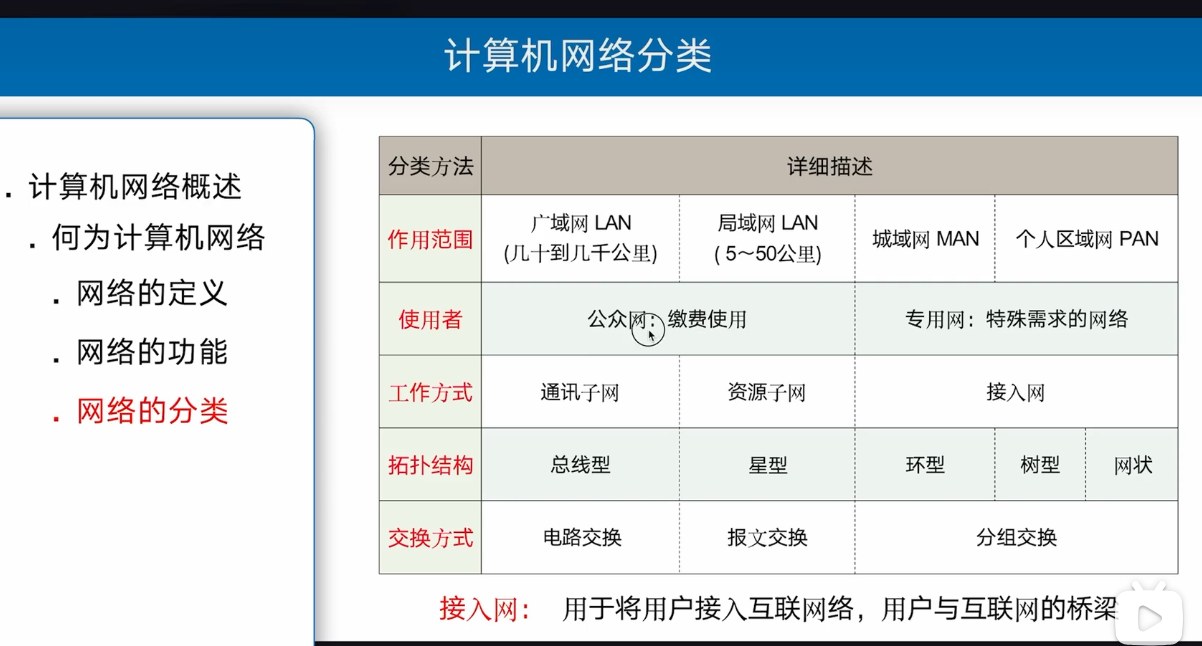 计算机网络分类
. 计算机网络概述
. 何为计算机网络
. 网络的定义
. 网络的功能
. 网络的分类
分类方法 详细描述
作用范围 广域网 LAN (几十到几千公里) 局域网 LAN ( 5~50公里) 城域网 MAN 个人区域网 PAN
使用者 公众网：缴费使用 专用网：特殊需求的网络
工作方式 通讯子网 资源子网 接入网
拓扑结构 总线型 星型 环型 树型 网状
交换方式 电路交换 报文交换 分组交换
接入网： 用于将用户接入互联网络，用户与互联网的桥梁